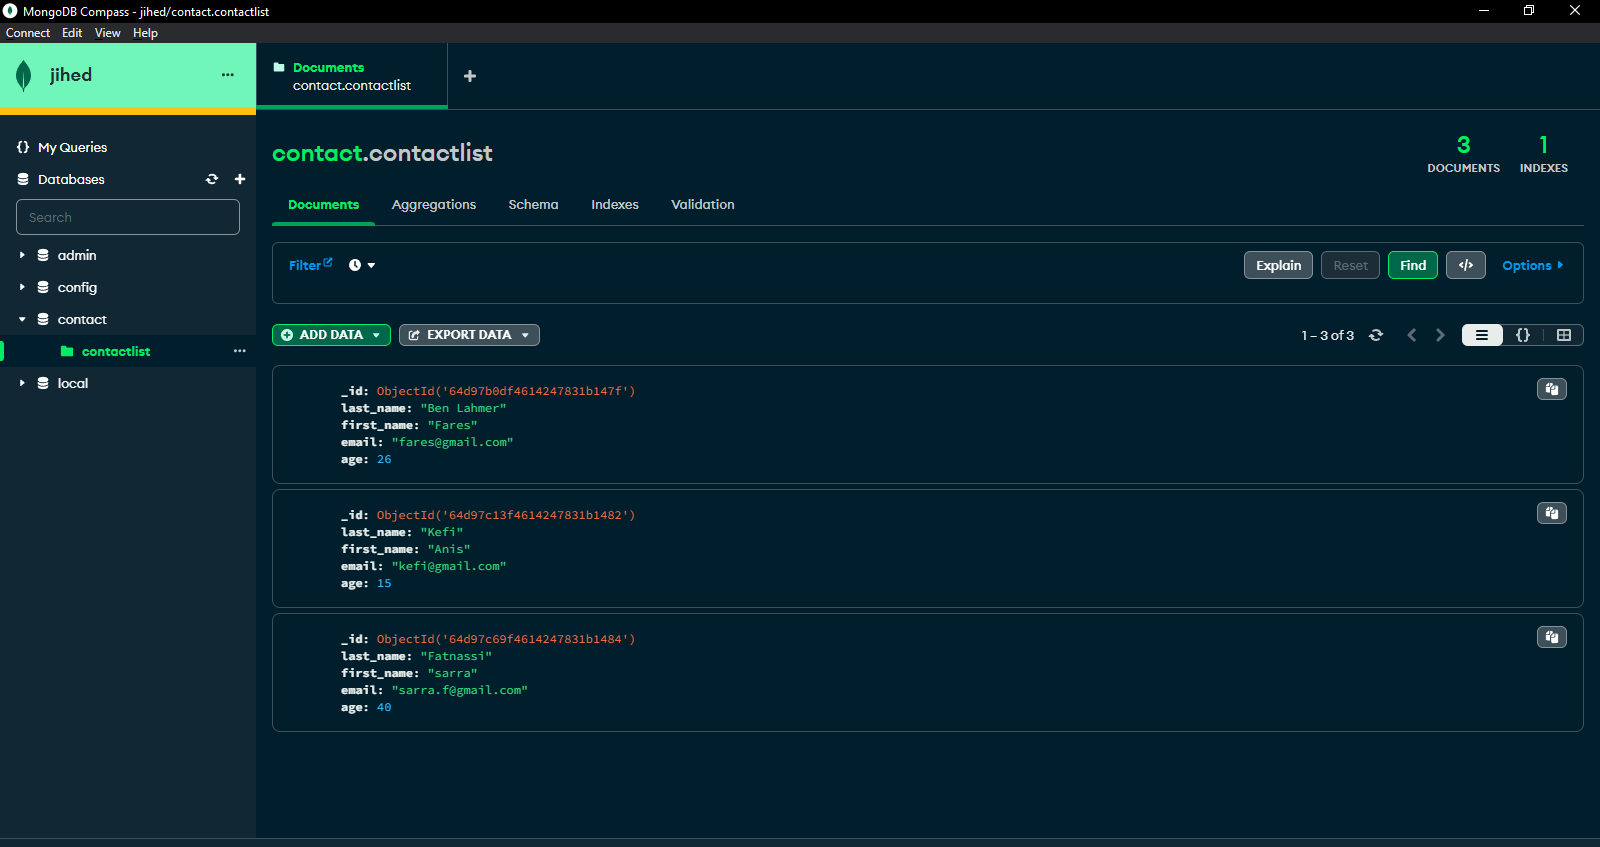 MongoDB Compass - jihed/contact.contactlist
Connect Edit View Help
jihed
Documents
contact.contactlist
My Queries
Databases
Search
admin
config
contact
contactlist
local
contact.contactlist
3
DOCUMENTS
1
INDEXES
Documents Aggregations Schema Indexes Validation
Filter
Explain Reset Find </> Options
ADD DATA EXPORT DATA
1 – 3 of 3
{}
_id: ObjectId('64d97b0df4614247831b147f')
last_name: "Ben Lahmer"
first_name: "Fares"
email: "fares@gmail.com"
age: 26
_id: ObjectId('64d97c13f4614247831b1482')
last_name: "Kefi"
first_name: "Anis"
email: "kefi@gmail.com"
age: 15
_id: ObjectId('64d97c69f4614247831b1484')
last_name: "Fatnassi"
first_name: "sarra"
email: "sarra.f@gmail.com"
age: 40